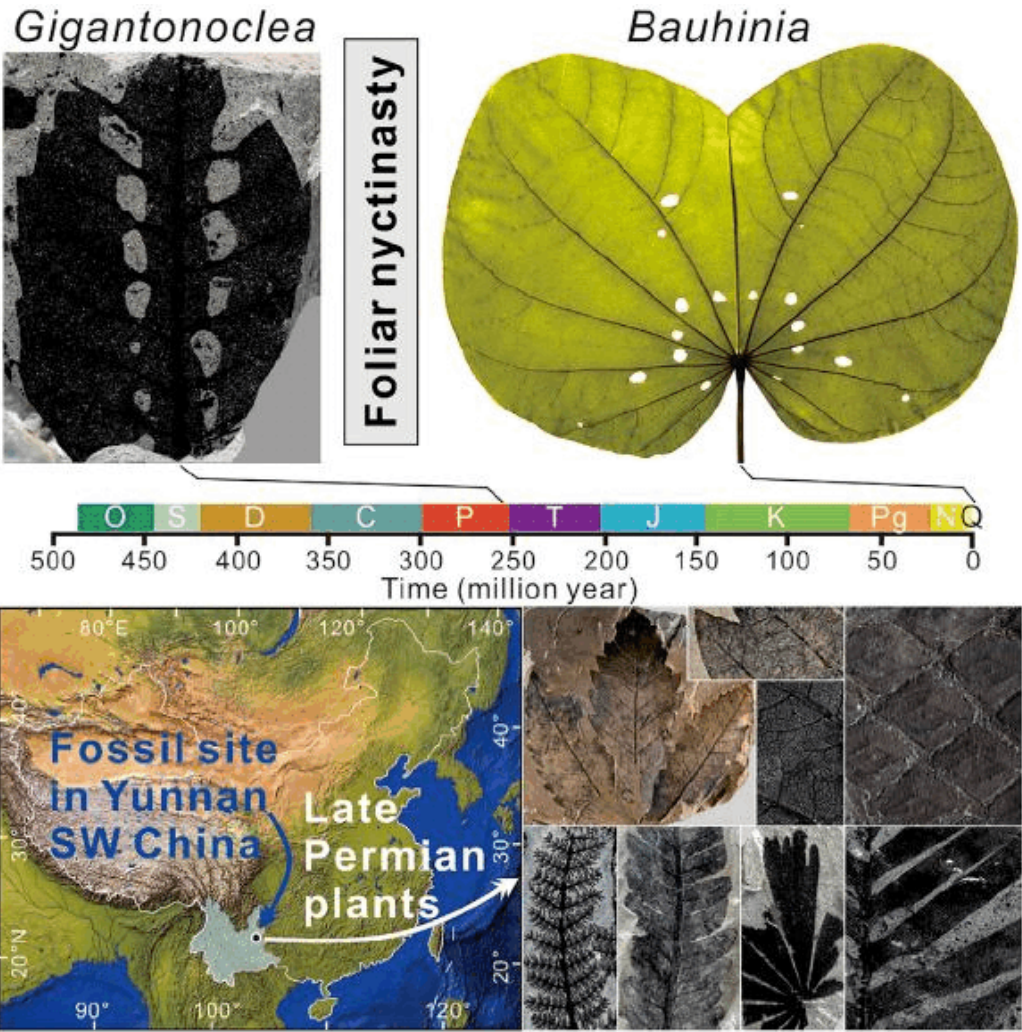 Gigantonoclea
Bauhinia
Foliar nyctinasty
O S D C P T J K Pg N Q
500 450 400 350 300 250 200 150 100 50 0
Time (million year)
80°E 100° 120° 140°
40°
40°
Fossil site
in Yunnan
SW China
Late
Permian
plants
30°
30°
20°N
20°
90° 100° 120°